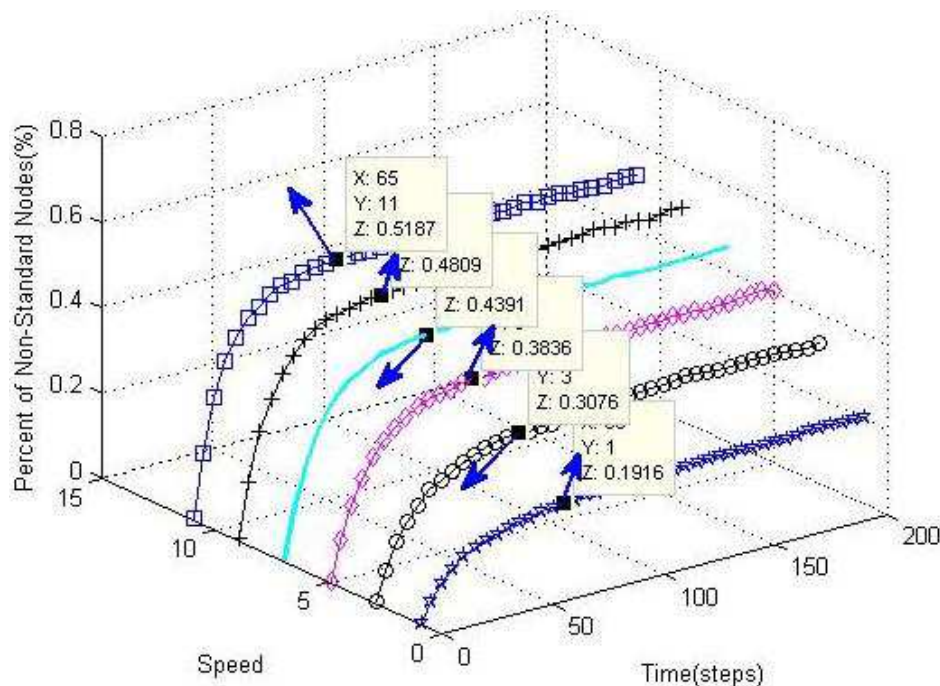 Percent of Non-Standard Nodes(%)
0.8
0.6
0.4
0.2
0
15
10
5
0
Speed
0
50
100
150
200
Time(steps)
X: 65
Y: 11
Z: 0.5187
Z: 0.4809
Z: 0.4391
Z: 0.3836
Y: 3
Z: 0.3076
Y: 1
Z: 0.1916